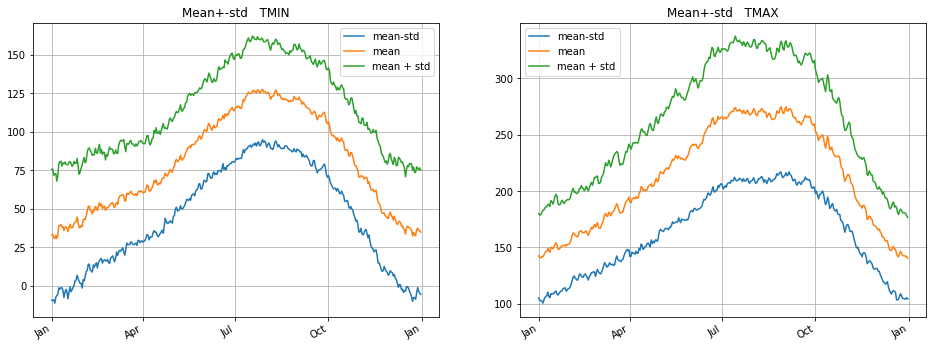 Mean+-std   TMIN
mean-std
mean
mean + std
150
125
100
75
50
25
0
Jan
Apr
Jul
Oct
Jan
Mean+-std   TMAX
mean-std
mean
mean + std
300
250
200
150
100
Jan
Apr
Jul
Oct
Jan